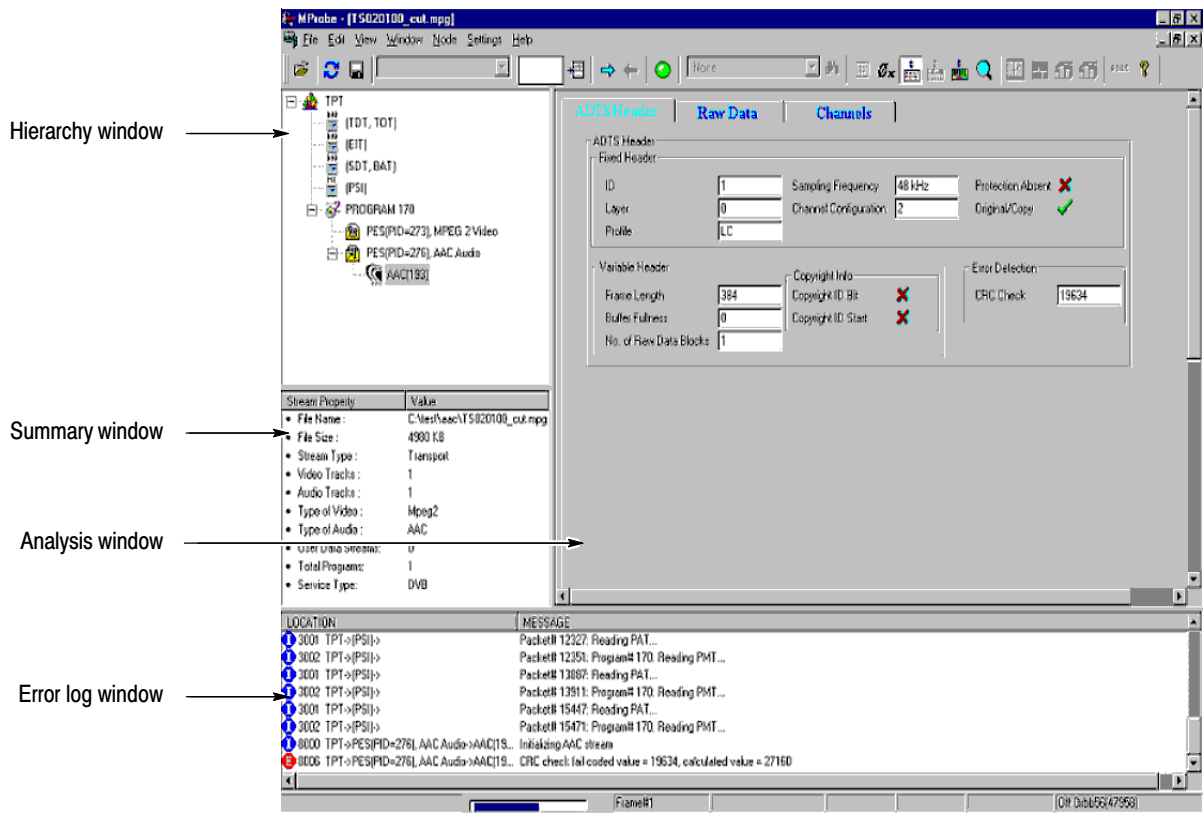 MProbe - [TS020100_cut.mpg]
File Edit View Window Node Settings Help
None
stat.
Hierarchy window
TPT
(TDT, TOT)
(EIT)
(SDT, BAT)
(PSI)
PROGRAM 170
PES(PID=273), MPEG 2 Video
PES(PID=276), AAC Audio
AAC(193)
ADTS Header
Raw Data
Channels
ADTS Header
Fixed Header
ID 1 Sampling Frequency 48 kHz Protection Absent
Layer 0 Channel Configuration 2 Original/Copy
Profile LC
Variable Header
Copyright Info
Error Detection
Frame Length 384 Copyright ID Bit CRC Check 19634
Buffer Fullness 0 Copyright ID Start
No. of Raw Data Blocks 1
Summary window
Stream Property Value
File Name : C:\test\aac\TS020100_cut.mpg
File Size : 4980 KB
Stream Type : Transport
Video Tracks : 1
Audio Tracks : 1
Type of Video : Mpeg2
Type of Audio : AAC
Analysis window
User Data Streams: 0
Total Programs: 1
Service Type: DVB
LOCATION MESSAGE
I 3001 TPT->(PSI)-> Packet# 12327: Reading PAT...
I 3002 TPT->(PSI)-> Packet# 12351: Program# 170. Reading PMT...
I 3001 TPT->(PSI)-> Packet# 13887: Reading PAT...
Error log window
I 3002 TPT->(PSI)-> Packet# 13911: Program# 170. Reading PMT...
I 3001 TPT->(PSI)-> Packet# 15447: Reading PAT...
I 3002 TPT->(PSI)-> Packet# 15471: Program# 170. Reading PMT...
I 8000 TPT->PES(PID=276), AAC Audio->AAC(19... Initializing AAC stream
E 8006 TPT->PES(PID=276), AAC Audio->AAC(19... CRC check fail coded value = 19634, calculated value = 27160
Frame#1
Off: 0xbb56(47958)